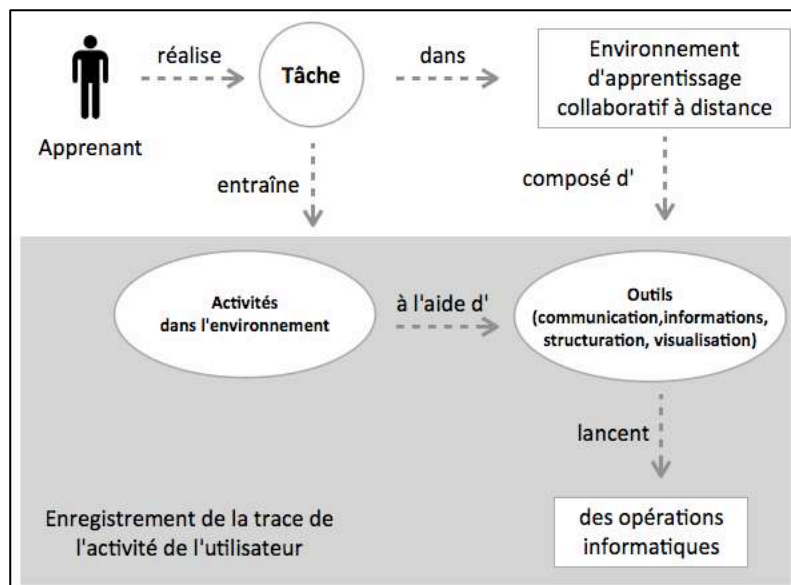 réalise
Tâche
dans
Environnement
d'apprentissage
collaboratif à distance
Apprenant
entraîne
composé d'
Activités
dans l'environnement
à l'aide d'
Outils
(communication,informations,
structuration, visualisation)
lancent
Enregistrement de la trace de
l'activité de l'utilisateur
des opérations
informatiques